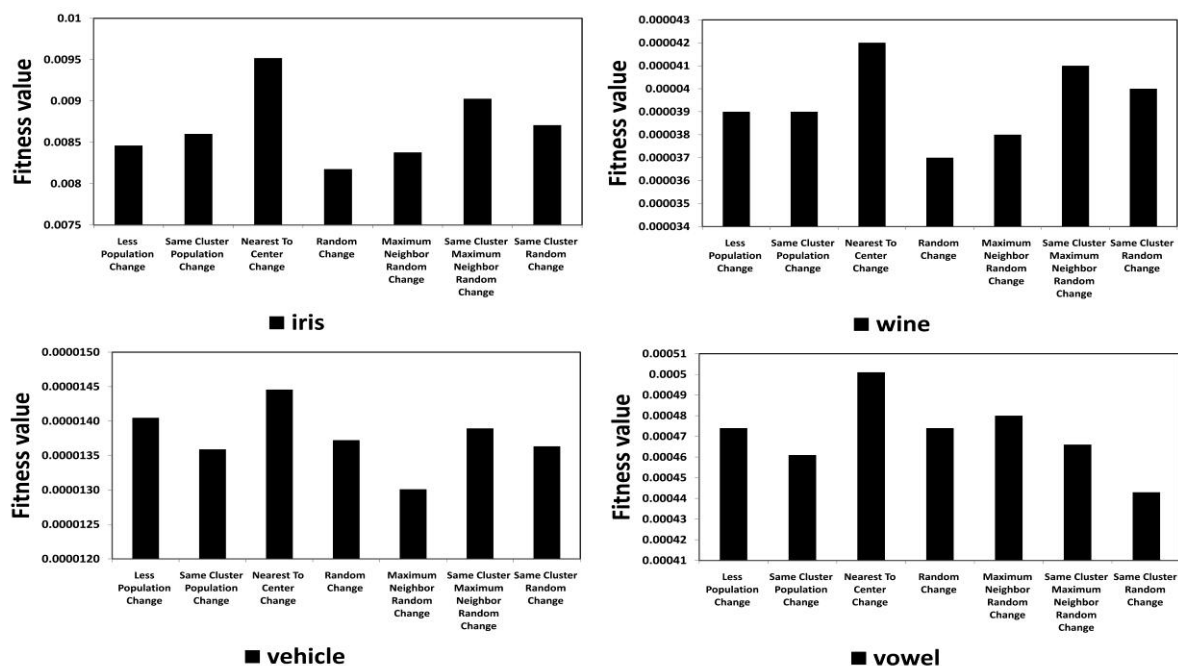 Fitness value
0.01
0.0095
0.009
0.0085
0.008
0.0075
Less
Population
Change
Same Cluster
Population
Change
Nearest To
Center
Change
Random
Change
Maximum
Neighbor
Random
Change
Same Cluster
Maximum
Neighbor
Random
Change
Same Cluster
Random
Change
iris
Fitness value
0.000043
0.000042
0.000041
0.00004
0.000039
0.000038
0.000037
0.000036
0.000035
0.000034
Less
Population
Change
Same Cluster
Population
Change
Nearest To
Center
Change
Random
Change
Maximum
Neighbor
Random
Change
Same Cluster
Maximum
Neighbor
Random
Change
Same Cluster
Random
Change
wine
Fitness value
0.0000150
0.0000145
0.0000140
0.0000135
0.0000130
0.0000125
0.0000120
Less
Population
Change
Same Cluster
Population
Change
Nearest To
Center
Change
Random
Change
Maximum
Neighbor
Random
Change
Same Cluster
Maximum
Neighbor
Random
Change
Same Cluster
Random
Change
vehicle
Fitness value
0.00051
0.0005
0.00049
0.00048
0.00047
0.00046
0.00045
0.00044
0.00043
0.00042
0.00041
Less
Population
Change
Same Cluster
Population
Change
Nearest To
Center
Change
Random
Change
Maximum
Neighbor
Random
Change
Same Cluster
Maximum
Neighbor
Random
Change
Same Cluster
Random
Change
vowel